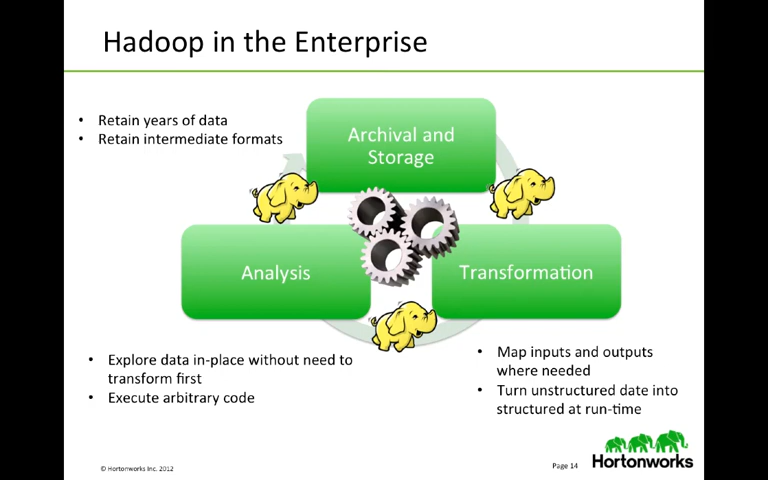 Hadoop in the Enterprise
• Retain years of data
• Retain intermediate formats
Archival and
Storage
Analysis
Transformation
• Explore data in-place without need to
transform first
• Execute arbitrary code
• Map inputs and outputs
where needed
• Turn unstructured date into
structured at run-time
© Hortonworks Inc. 2012
Page 14
Hortonworks